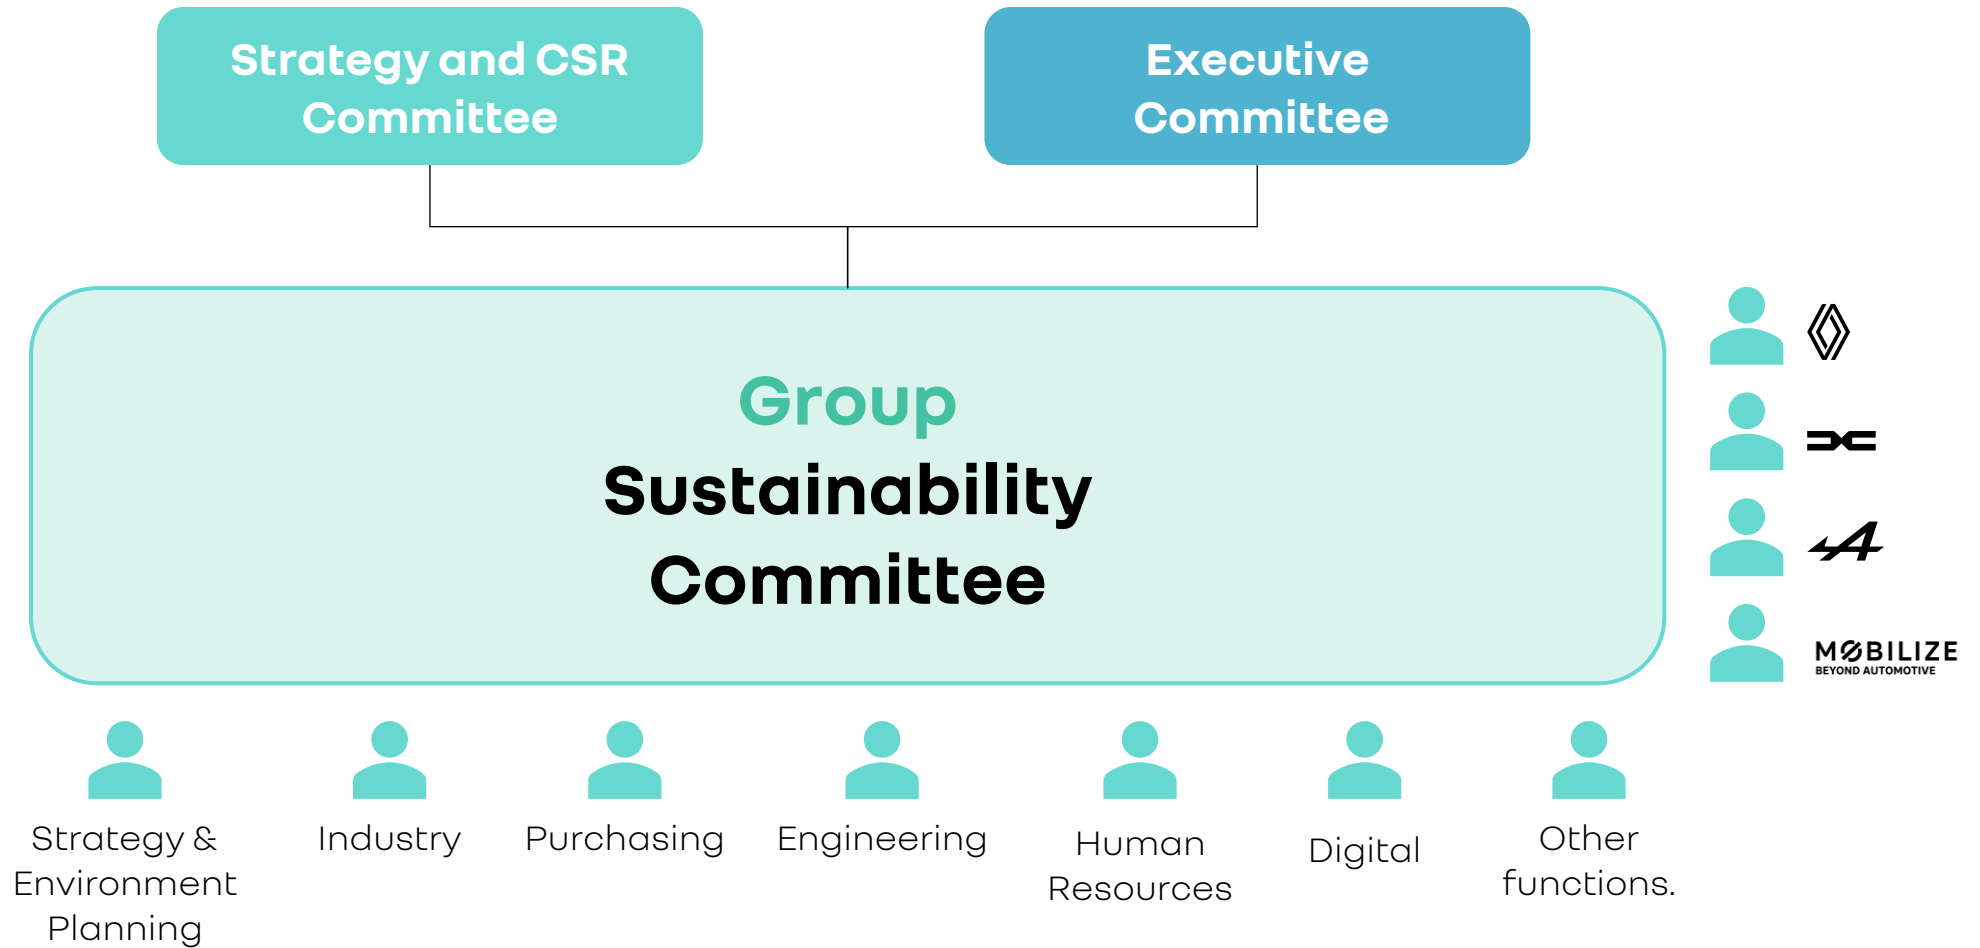 Strategy and CSR
Committee
Executive
Committee
Group
Sustainability
Committee
MOBILIZE
BEYOND AUTOMOTIVE
Strategy &
Environment
Planning
Industry
Purchasing
Engineering
Human
Resources
Digital
Other
functions.